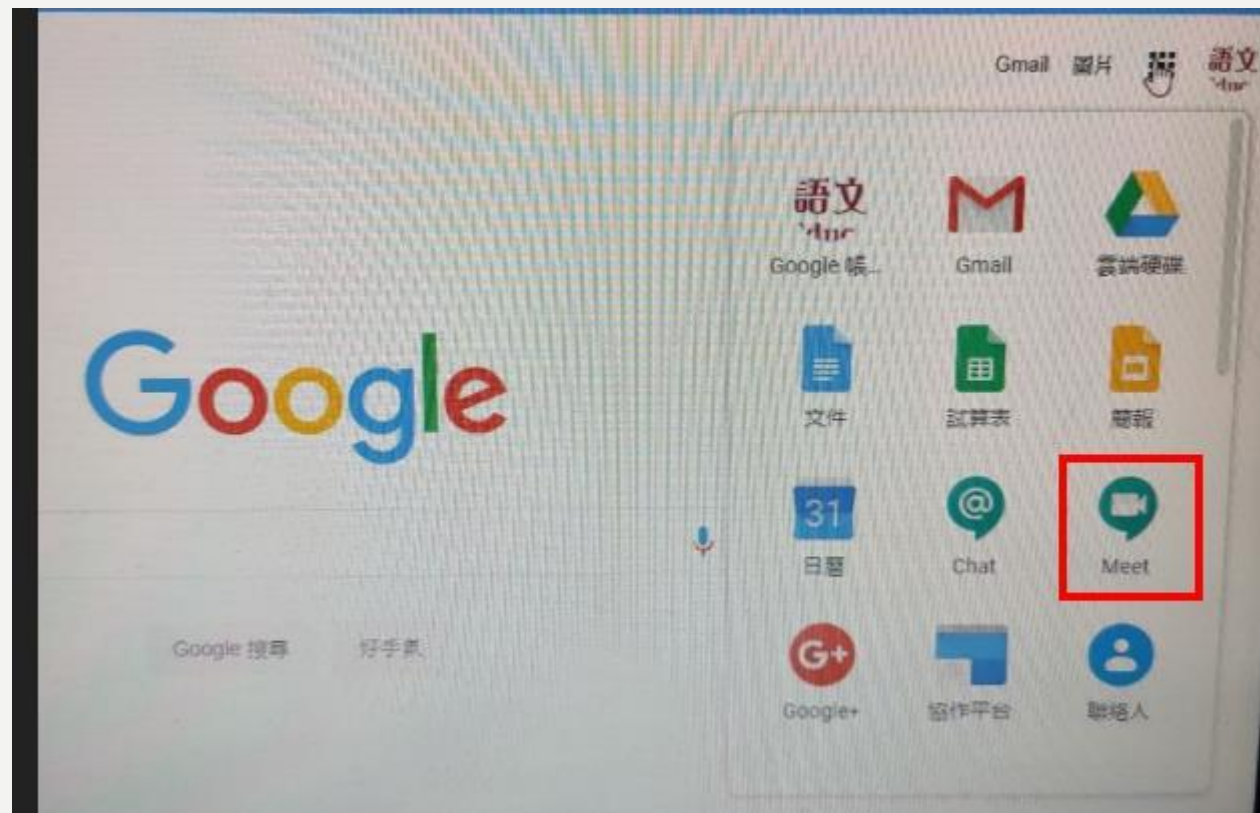 Gmail 圖片
語文
語文
Google 帳...
Gmail
雲端硬碟
Google
文件
試算表
簡報
31
日曆
@
Chat
Meet
Google 搜尋
好手氣
G+
Google+
協作平台
聯絡人